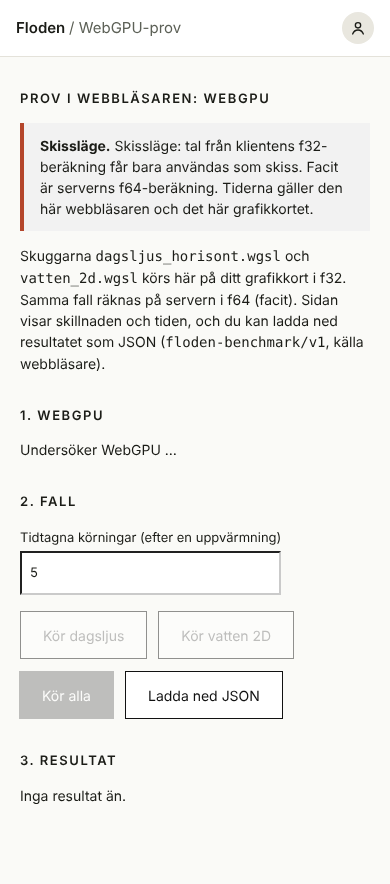 Floden / WebGPU-prov
PROV I WEBBLÄSAREN: WEBGPU
Skissläge. Skissläge: tal från klientens f32-
beräkning får bara användas som skiss. Facit
är serverns f64-beräkning. Tiderna gäller den
här webbläsaren och det här grafikkortet.
Skuggarna dagsljus_horisont.wgsl och
vatten_2d.wgsl körs här på ditt grafikkort i f32.
Samma fall räknas på servern i f64 (facit). Sidan
visar skillnaden och tiden, och du kan ladda ned
resultatet som JSON (floden-benchmark/v1, källa
webbläsare).
1. WEBGPU
Undersöker WebGPU ...
2. FALL
Tidtagna körningar (efter en uppvärmning)
5
Kör dagsljus
Kör vatten 2D
Kör alla
Ladda ned JSON
3. RESULTAT
Inga resultat än.